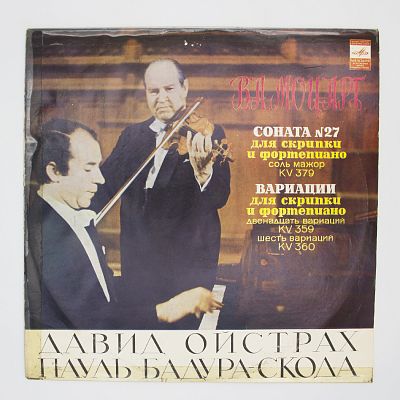 В.А.МОЦАРТ
СОНАТА №27
для скрипки
и фортепиано
соль мажор
KV 379
ВАРИАЦИИ
для скрипки
и фортепиано
двенадцать вариаций
KV 359
шесть вариаций
KV 360
ДАВИД ОЙСТРАХ
ПАУЛЬ БАДУРА-СКОДА